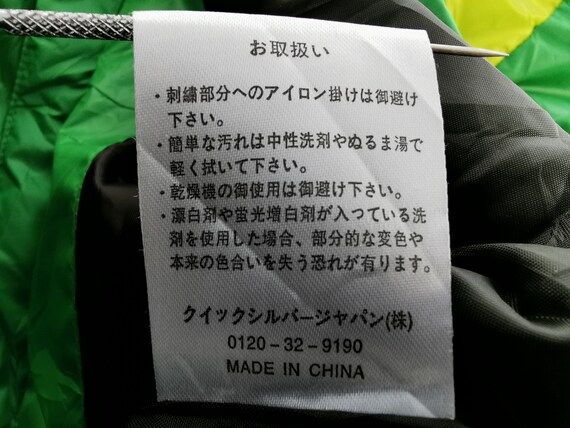 お取扱い
・刺繍部分へのアイロン掛けは御避け
下さい。
・簡単な汚れは中性洗剤やぬるま湯で
軽く拭いて下さい。
・乾燥機の御使用は御避け下さい。
・漂白剤や蛍光増白剤が入つている洗
剤を使用した場合、部分的な変色や
本来の色合いを失う恐れが有ります。
クイックシルバージャパン(株)
0120-32-9190
MADE IN CHINA